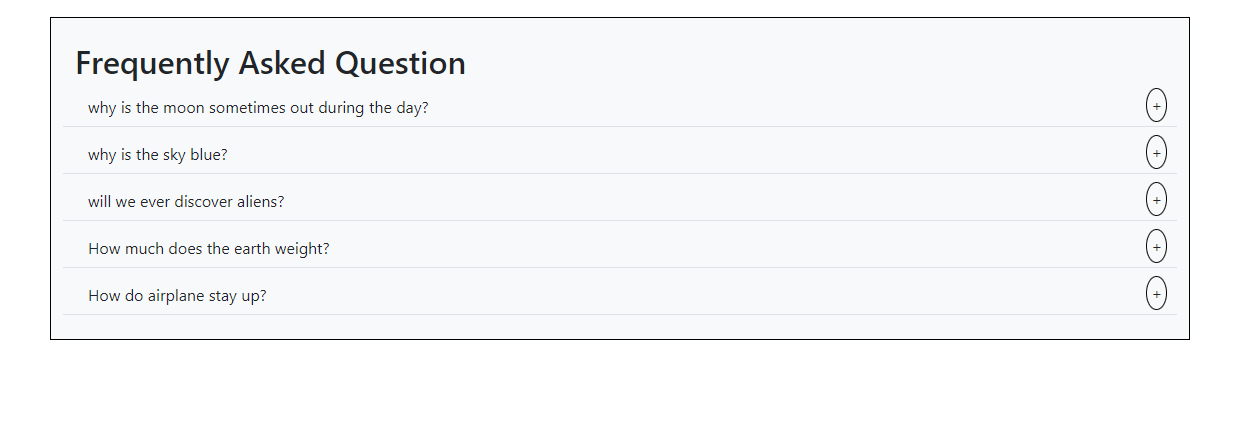 Frequently Asked Question
why is the moon sometimes out during the day? +
why is the sky blue? +
will we ever discover aliens? +
How much does the earth weight? +
How do airplane stay up? +